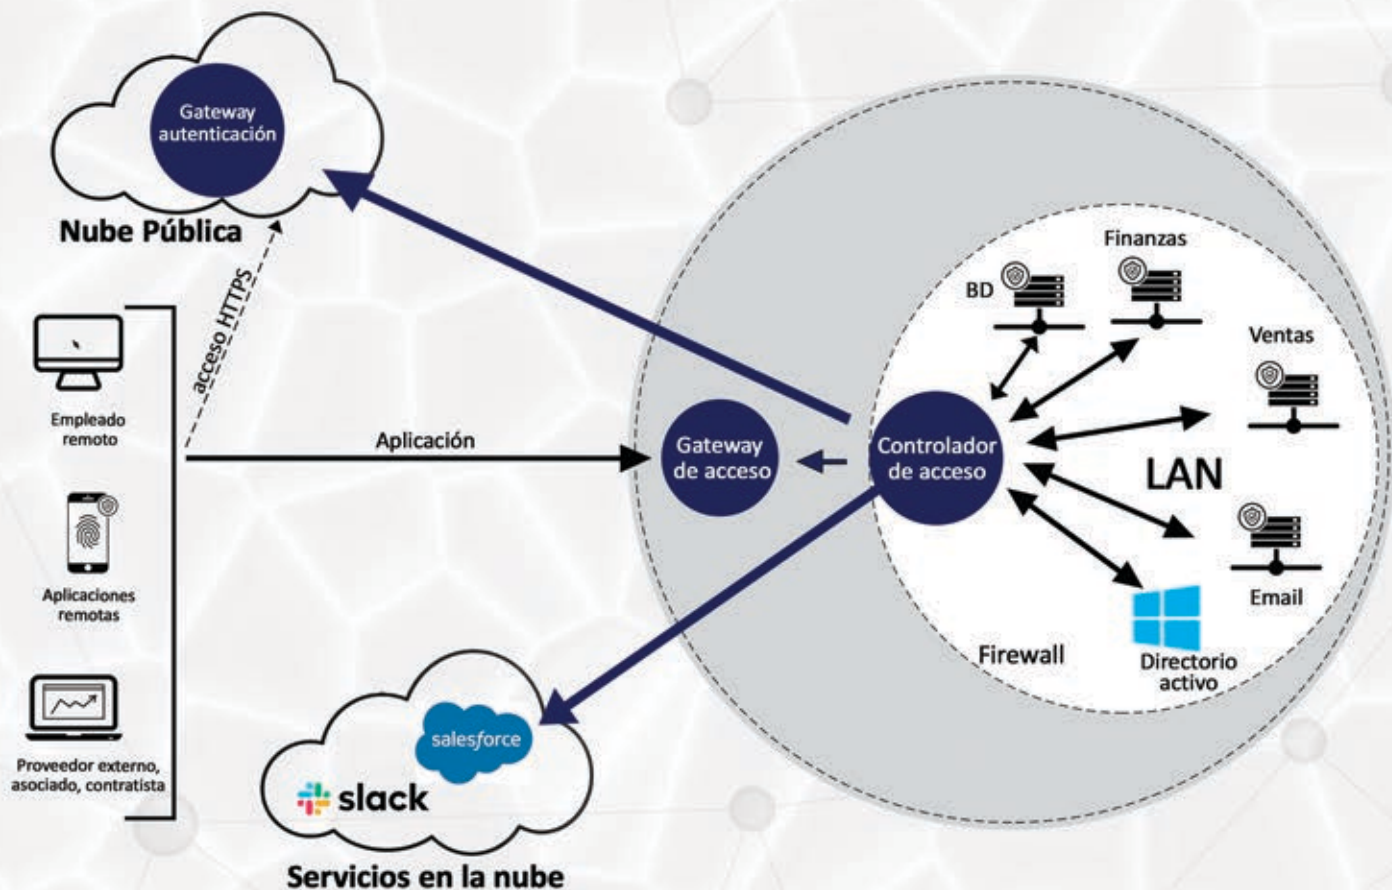 Gateway
autenticación
Nube Pública
acceso HTTPS
Empleado
remoto
Aplicaciones
remotas
Proveedor externo,
asociado, contratista
Aplicación
Gateway
de acceso
Controlador
de acceso
Finanzas
BD
Ventas
LAN
Email
Directorio
activo
Firewall
salesforce
slack
Servicios en la nube